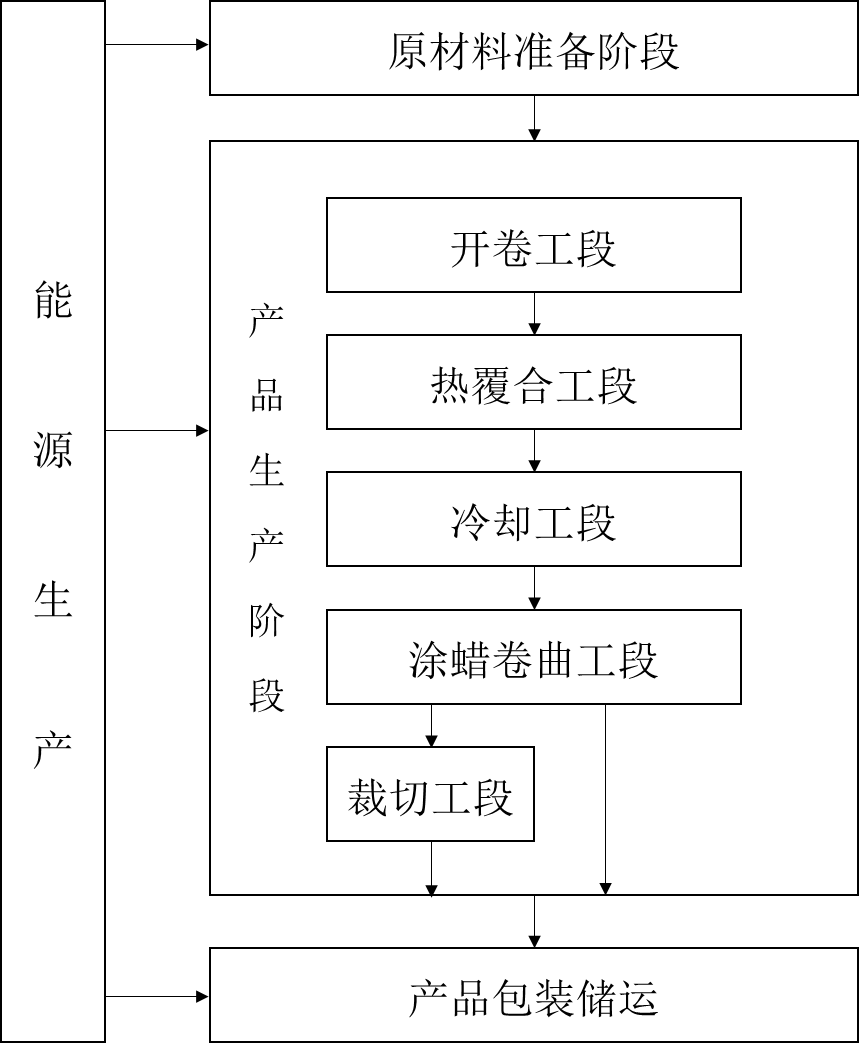 能源生产
原材料准备阶段
产品生产阶段
开卷工段
热覆合工段
冷却工段
涂蜡卷曲工段
裁切工段
产品包装储运